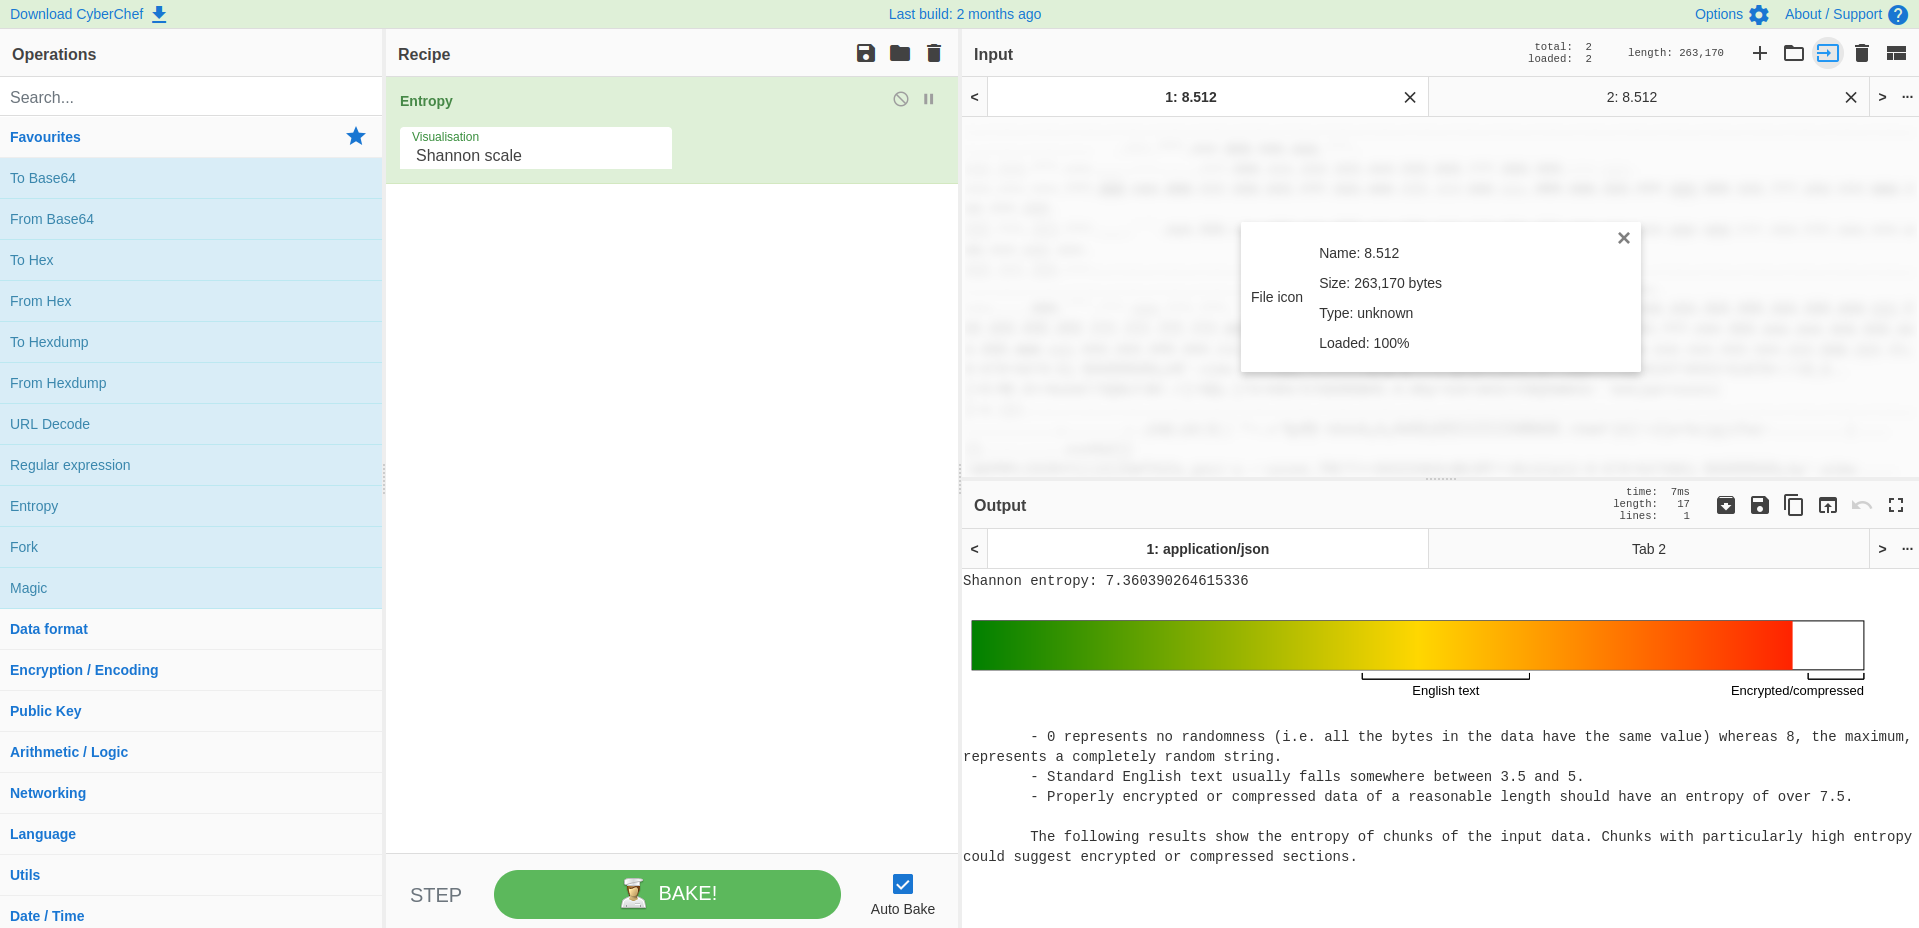 Download CyberChef
Last build: 2 months ago
Options
About / Support
Operations
Search...
Favourites
To Base64
From Base64
To Hex
From Hex
To Hexdump
From Hexdump
URL Decode
Regular expression
Entropy
Fork
Magic
Data format
Encryption / Encoding
Public Key
Arithmetic / Logic
Networking
Language
Utils
Date / Time
Recipe
Entropy
Visualisation
Shannon scale
STEP
BAKE!
Auto Bake
Input
total: 2
loaded: 2
length: 263,170
<
1: 8.512
2: 8.512
>
...
File icon
Name: 8.512
Size: 263,170 bytes
Type: unknown
Loaded: 100%
Output
time: 7ms
length: 17
lines: 1
<
1: application/json
Tab 2
>
...
Shannon entropy: 7.360390264615336
English text
Encrypted/compressed
- 0 represents no randomness (i.e. all the bytes in the data have the same value) whereas 8, the maximum,
represents a completely random string.
- Standard English text usually falls somewhere between 3.5 and 5.
- Properly encrypted or compressed data of a reasonable length should have an entropy of over 7.5.
The following results show the entropy of chunks of the input data. Chunks with particularly high entropy
could suggest encrypted or compressed sections.